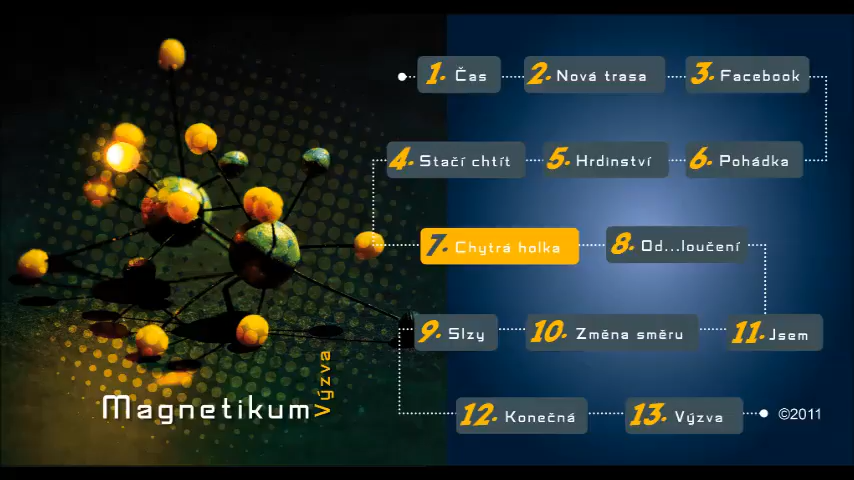 1. Čas
2. Nová trasa
3. Facebook
4. Stačí chtít
5. Hrdinství
6. Pohádka
7. Chytrá holka
8. Od...loučení
9. Slzy
10. Změna směru
11. Jsem
12. Konečná
13. Výzva
©2011
Magnetikum
Výzva